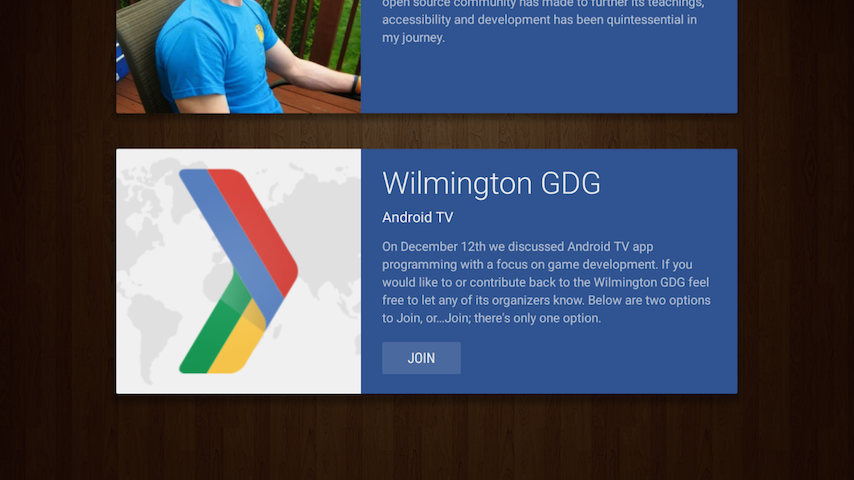 open source community has made to further its teachings,
accessibility and development has been quintessential in
my journey.
Wilmington GDG
Android TV
On December 12th we discussed Android TV app
programming with a focus on game development. If you
would like to or contribute back to the Wilmington GDG feel
free to let any of its organizers know. Below are two options
to Join, or…Join; there's only one option.
JOIN